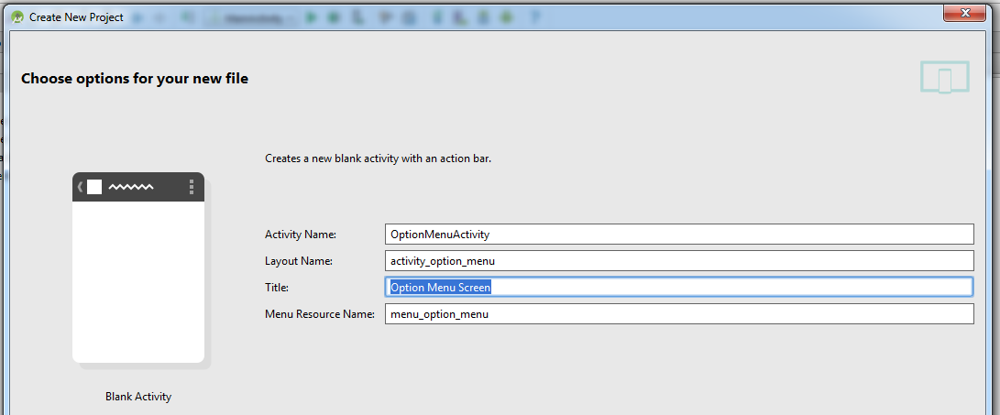 Create New Project
Choose options for your new file
Creates a new blank activity with an action bar.
Activity Name: OptionMenuActivity
Layout Name: activity_option_menu
Title: Option Menu Screen
Menu Resource Name: menu_option_menu
Blank Activity